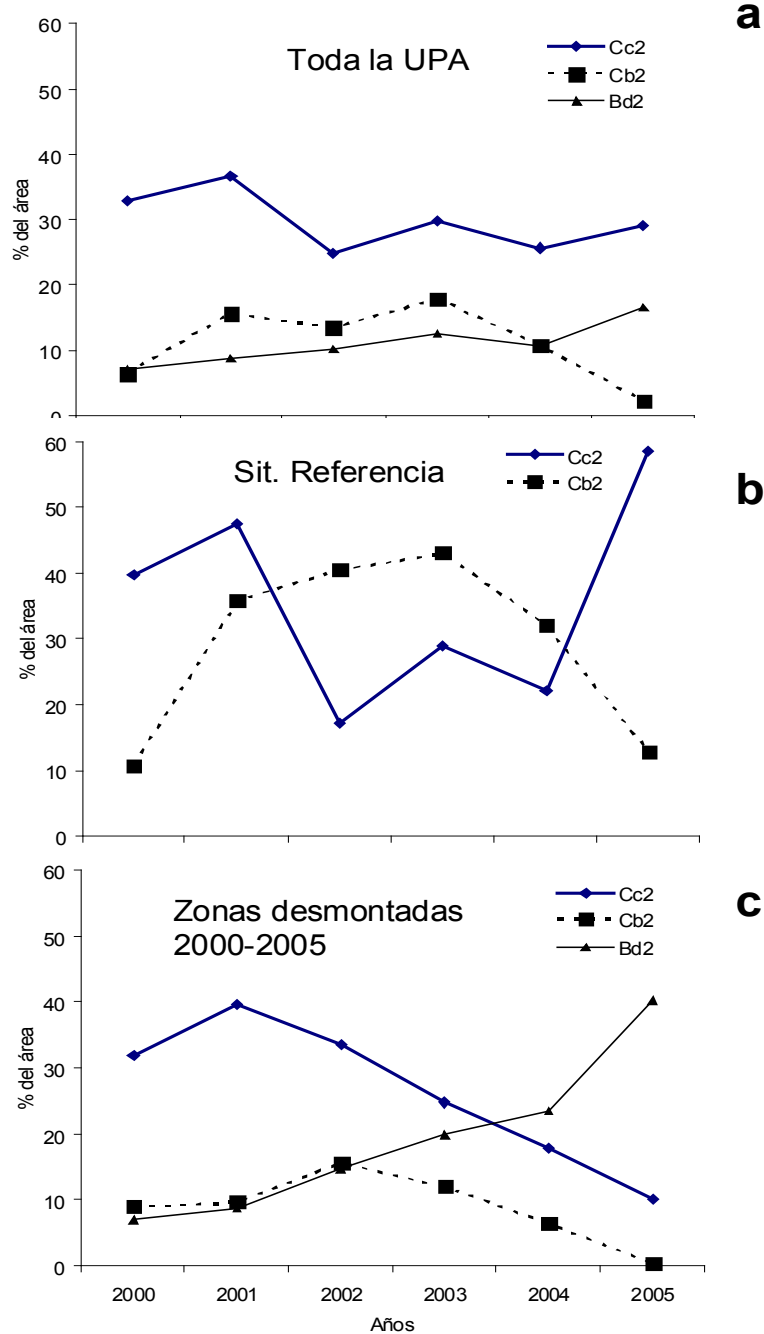 a
60
50
40
30
20
10
0
% del área
Toda la UPA
Cc2
Cb2
Bd2
b
60
50
40
30
20
10
0
% del área
Sit. Referencia
Cc2
Cb2
c
60
50
40
30
20
10
0
% del área
Zonas desmontadas
2000-2005
Cc2
Cb2
Bd2
2000 2001 2002 2003 2004 2005
Años